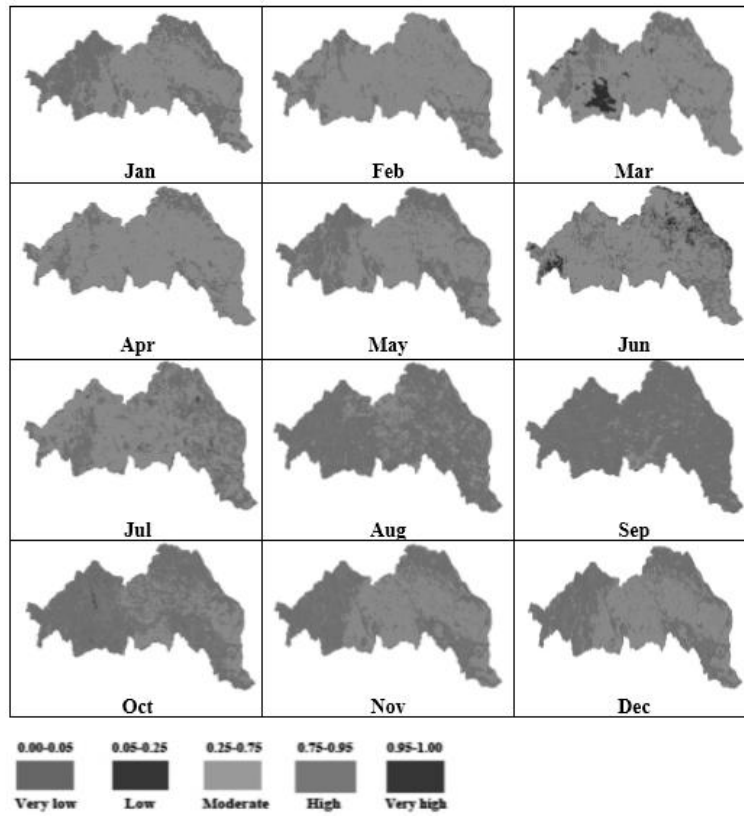 Jan Feb Mar
Apr May Jun
Jul Aug Sep
Oct Nov Dec
0.00-0.05 0.05-0.25 0.25-0.75 0.75-0.95 0.95-1.00
Very low Low Moderate High Very high